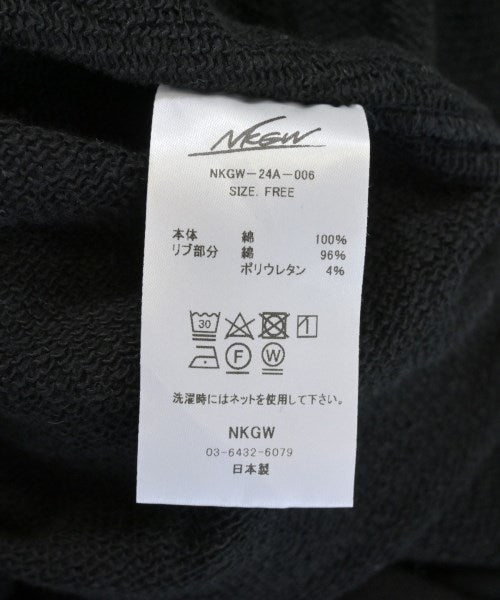 NKGW
NKGW-24A-006
SIZE. FREE
本体 綿 100%
リブ部分 綿 96%
ポリウレタン 4%
30
F W
洗濯時にはネットを使用して下さい。
NKGW
03-6432-6079
日本製